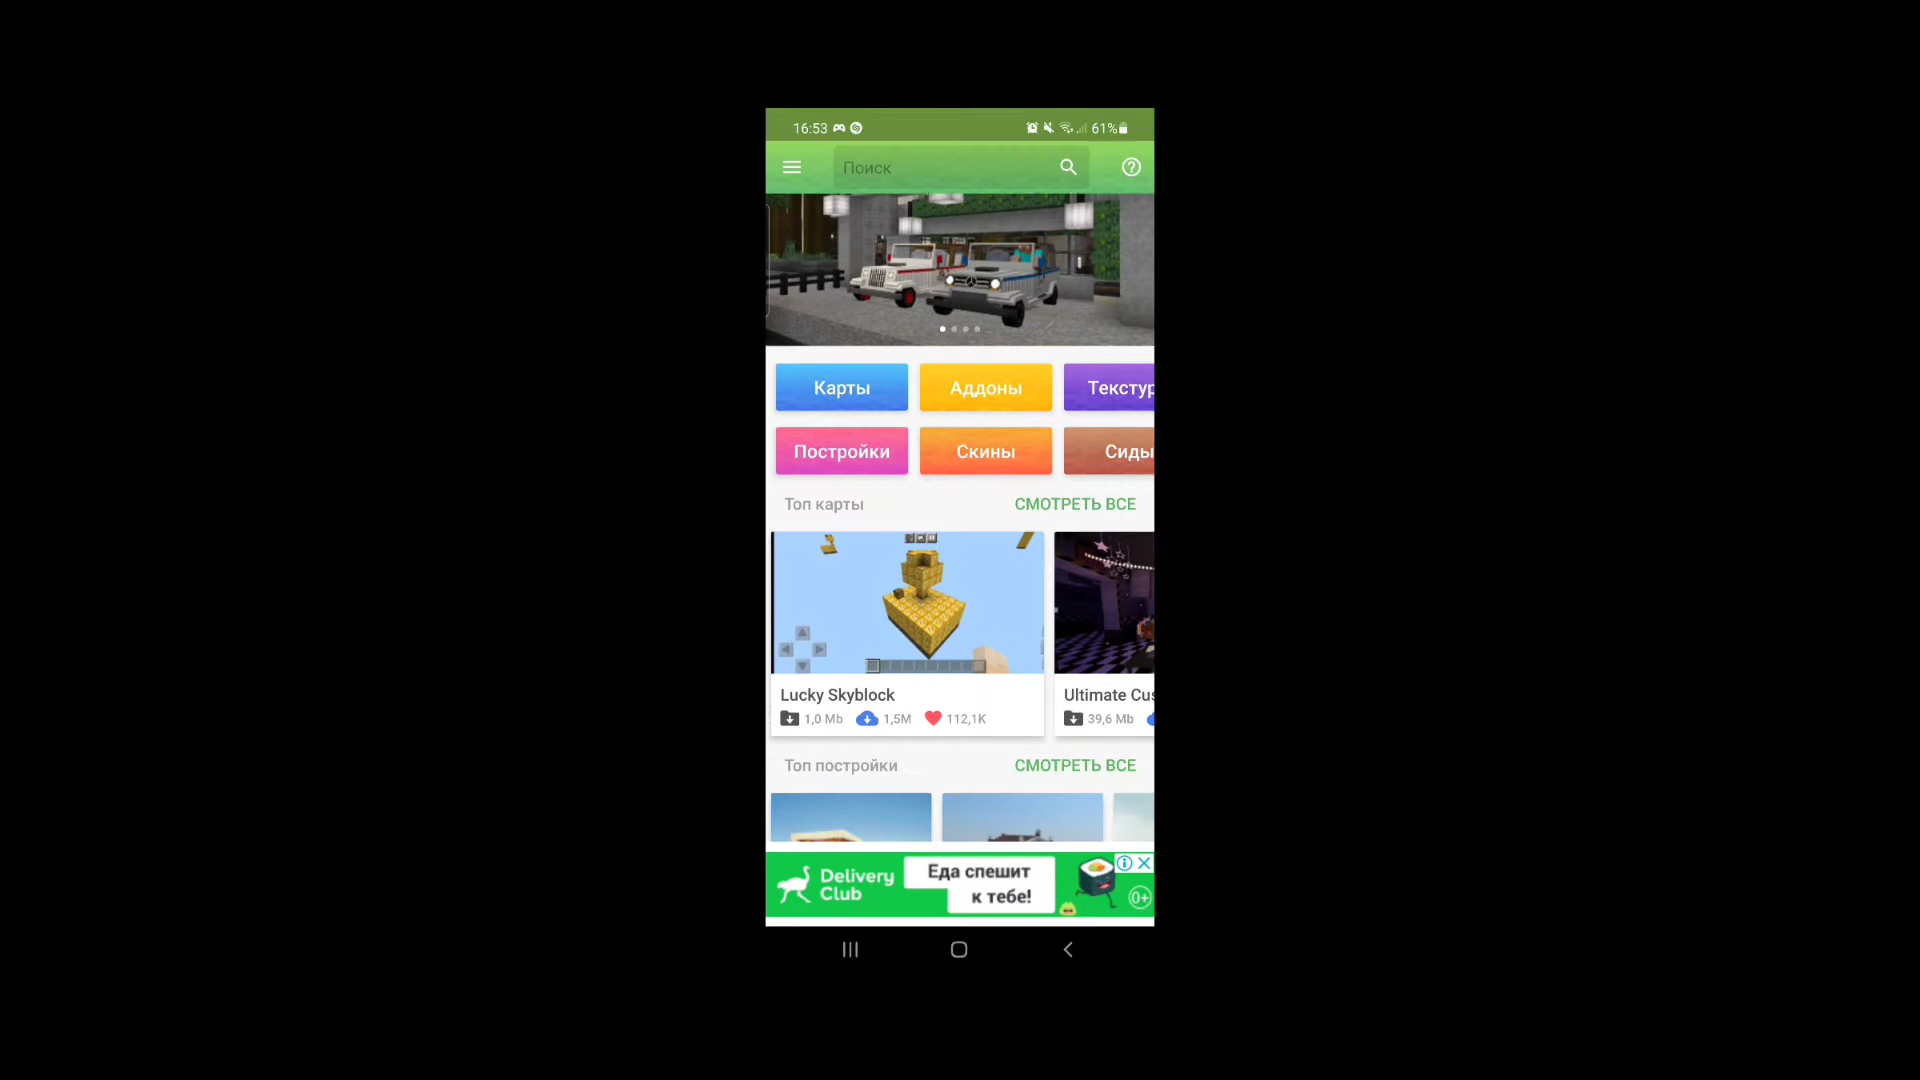 16:53 61%
Поиск
Карты Аддоны Текстур
Постройки Скины Сиды
Топ карты СМОТРЕТЬ ВСЕ
Lucky Skyblock Ultimate Cus
1,0 Mb 1,5M 112,1K 39,6 Mb
Топ постройки СМОТРЕТЬ ВСЕ
Delivery Club
Еда спешит
к тебе!
0+